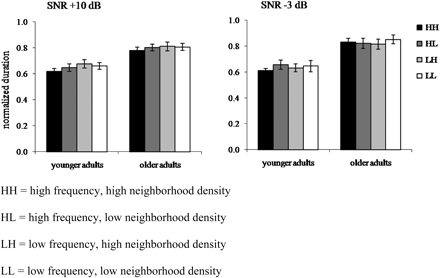 SNR +10 dB
SNR -3 dB
normalized duration
1.0
0.8
0.6
0.4
0.2
0.0
younger adults
older adults
1.0
0.8
0.6
0.4
0.2
0.0
younger adults
older adults
HH
HL
LH
LL
HH = high frequency, high neighborhood density
HL = high frequency, low neighborhood density
LH = low frequency, high neighborhood density
LL = low frequency, low neighborhood density